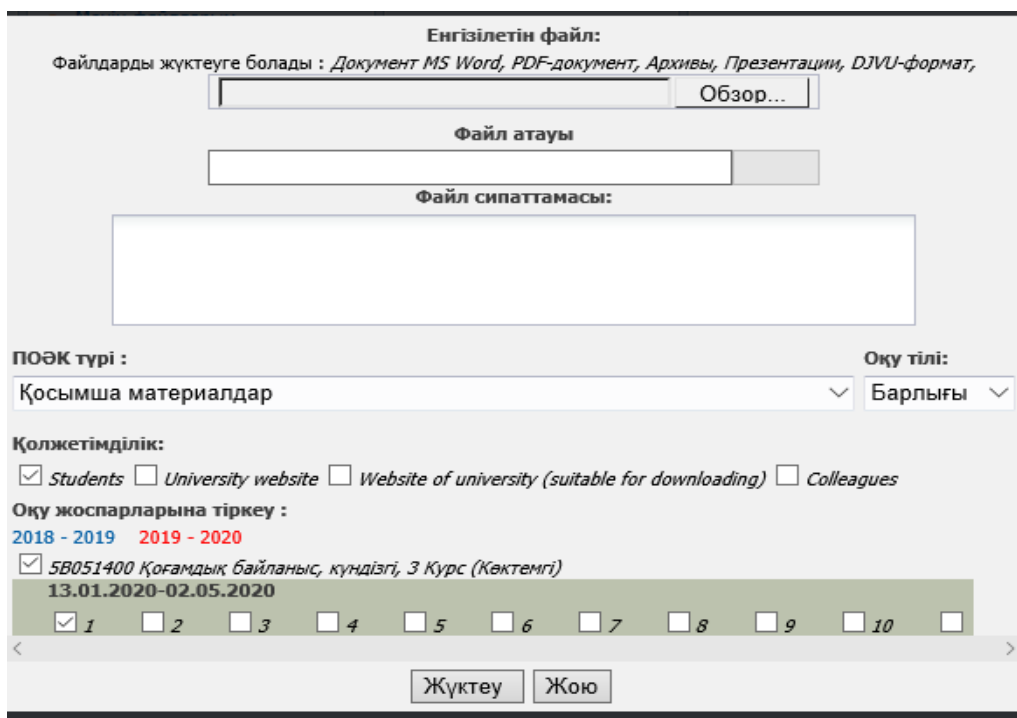 Енгізілетін файл:
Файлдарды жүктеуге болады : Документ MS Word, PDF-документ, Архивы, Презентации, DJVU-формат,
Обзор...
Файл атауы
Файл сипаттамасы:
ПОӘК түрі : Оқу тілі:
Қосымша материалдар Барлығы
Қолжетімділік:
Students University website Website of university (suitable for downloading) Colleagues
Оқу жоспарларына тіркеу :
2018 - 2019 2019 - 2020
5B051400 Қоғамдық байланыс, күндізгі, 3 Курс (Көктемгі)
13.01.2020-02.05.2020
1 2 3 4 5 6 7 8 9 10
Жүктеу Жою